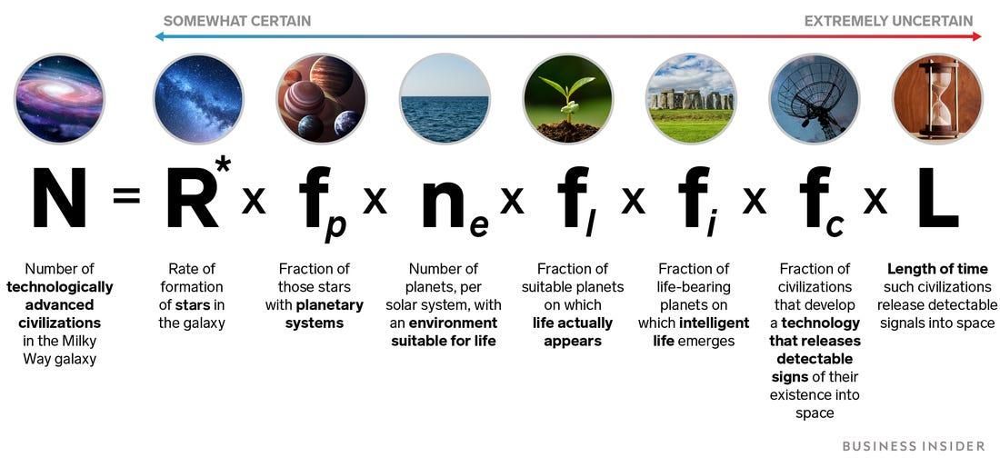 SOMEWHAT CERTAIN
EXTREMELY UNCERTAIN
N = R* x fp x ne x fl x fi x fc x L
Number of
technologically
advanced
civilizations
in the Milky
Way galaxy
Rate of
formation
of stars in
the galaxy
Fraction of
those stars
with planetary
systems
Number of
planets, per
solar system, with
an environment
suitable for life
Fraction of
suitable planets
on which
life actually
appears
Fraction of
life-bearing
planets on
which intelligent
life emerges
Fraction of
civilizations
that develop
a technology
that releases
detectable
signs of their
existence into
space
Length of time
such civilizations
release detectable
signals into space
BUSINESS INSIDER